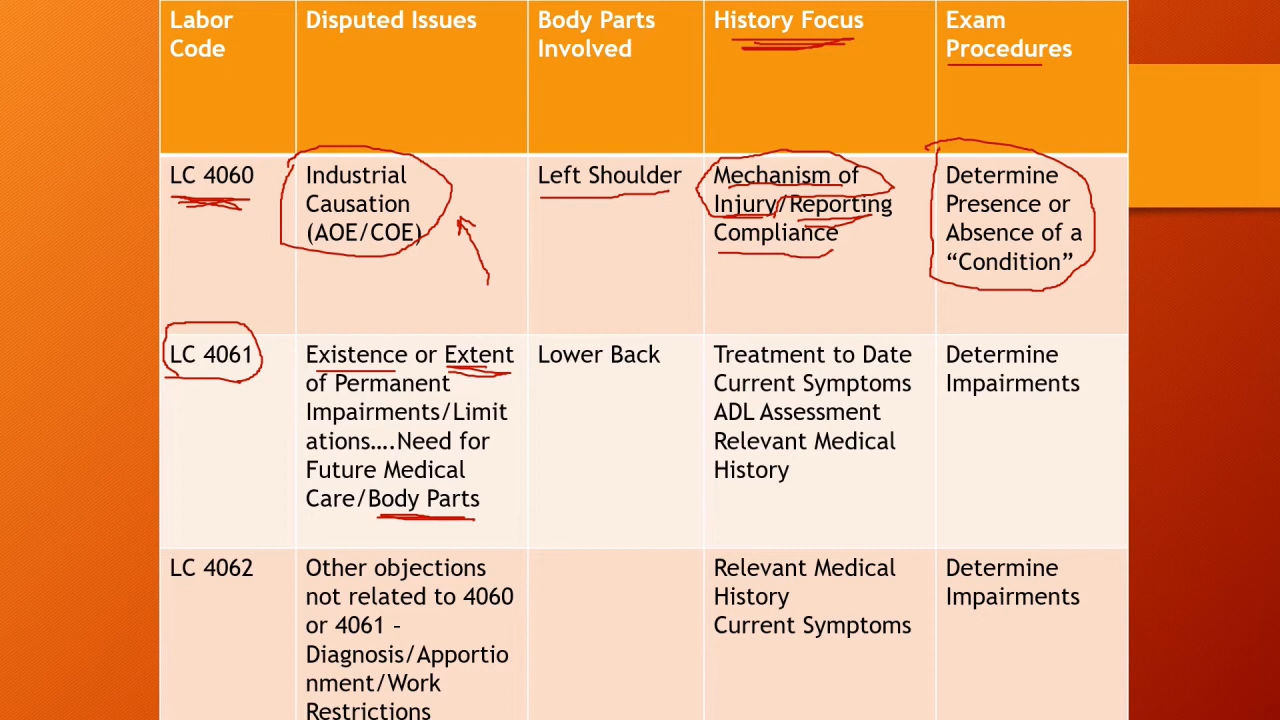 Labor
Code
Disputed Issues
Body Parts
Involved
History Focus
Exam
Procedures
LC 4060
Industrial
Causation
(AOE/COE)
Left Shoulder
Mechanism of
Injury/Reporting
Compliance
Determine
Presence or
Absence of a
“Condition”
LC 4061
Existence or Extent
of Permanent
Impairments/Limit
ations….Need for
Future Medical
Care/Body Parts
Lower Back
Treatment to Date
Current Symptoms
ADL Assessment
Relevant Medical
History
Determine
Impairments
LC 4062
Other objections
not related to 4060
or 4061 –
Diagnosis/Apportio
nment/Work
Restrictions
Relevant Medical
History
Current Symptoms
Determine
Impairments